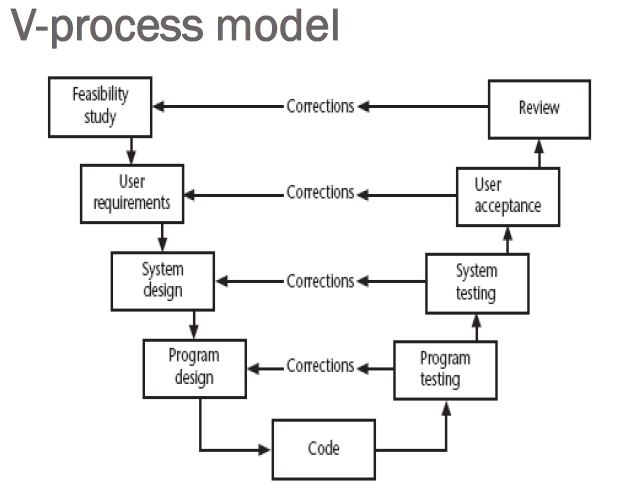 V-process model
Feasibility
study
Corrections
Review
User
requirements
Corrections
User
acceptance
System
design
Corrections
System
testing
Program
design
Corrections
Program
testing
Code